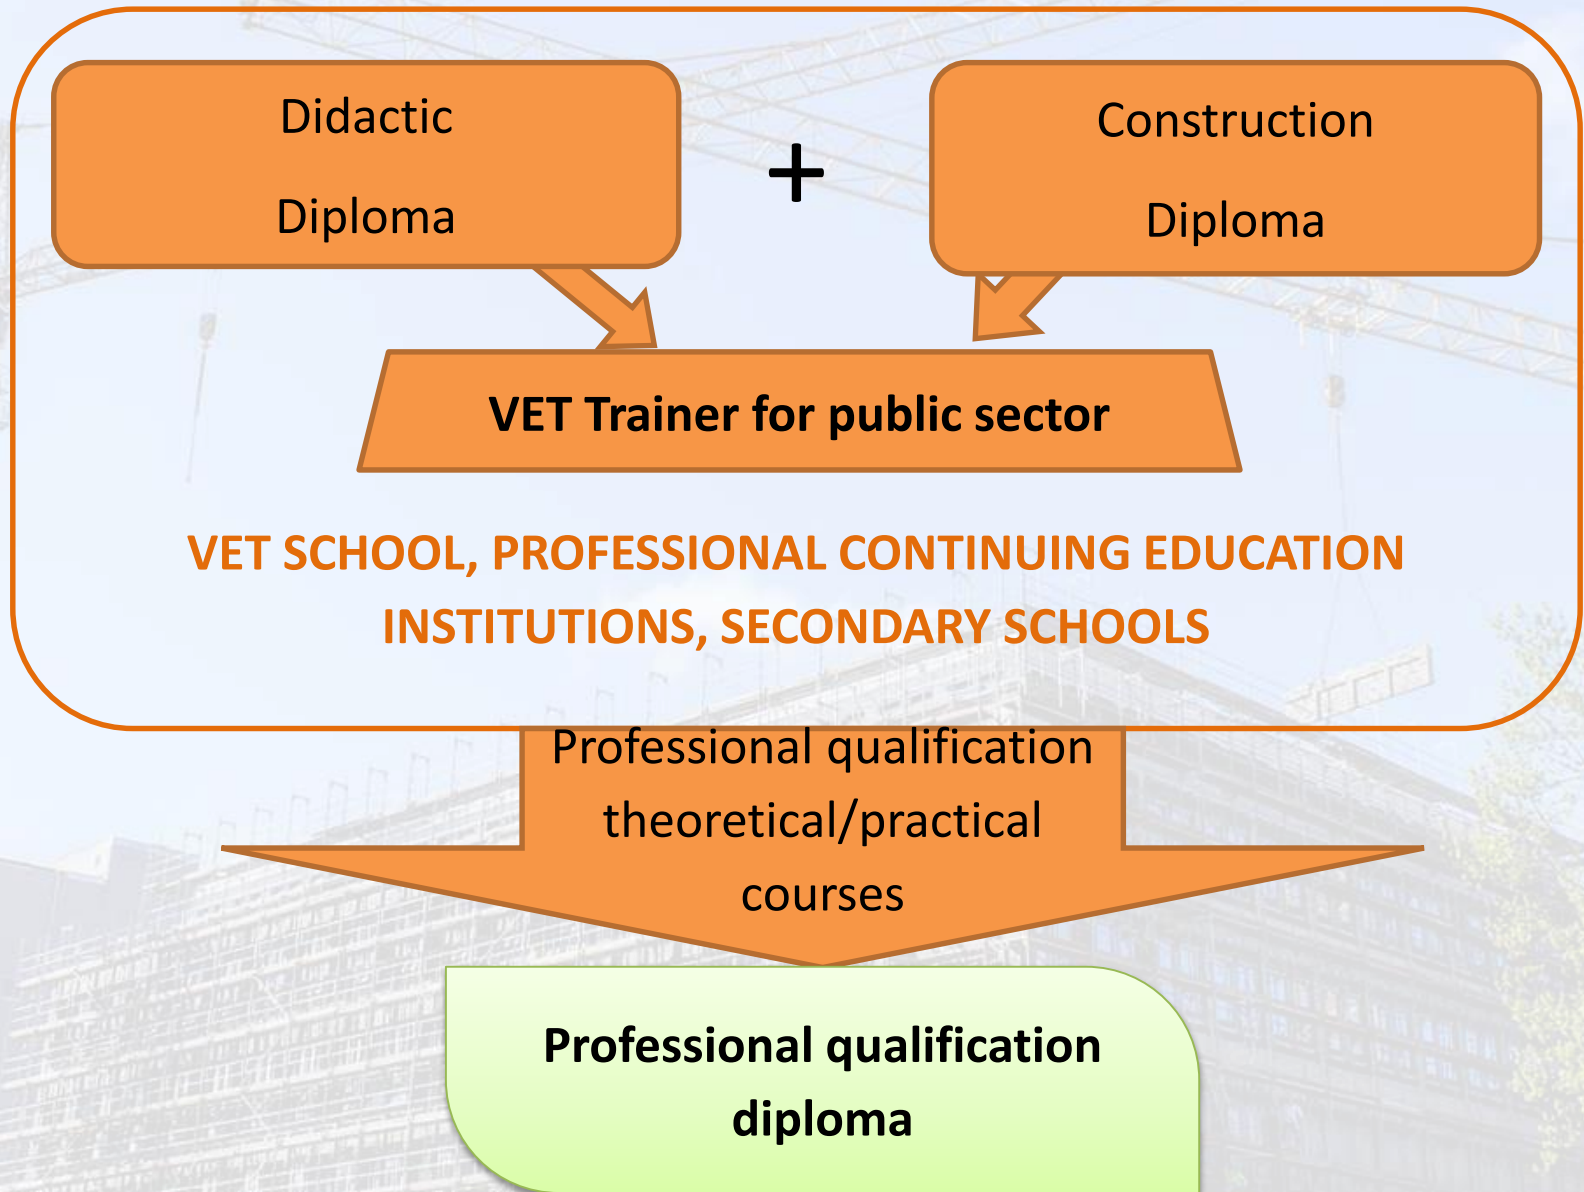 Didactic
Diploma
+
Construction
Diploma
VET Trainer for public sector
VET SCHOOL, PROFESSIONAL CONTINUING EDUCATION
INSTITUTIONS, SECONDARY SCHOOLS
Professional qualification
theoretical/practical
courses
Professional qualification
diploma